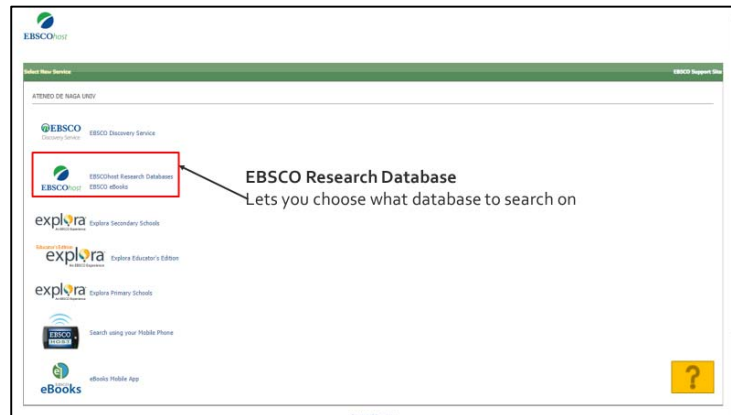 EBSCOhost
Select New Service
EBSCO Support Site
ATENEO DE NAGA UNIV
EBSCO
Discovery Service
EBSCO Discovery Service
EBSCOhost
EBSCOhost Research Databases
EBSCO eBooks
EBSCO Research Database
Lets you choose what database to search on
explora
Explora Secondary Schools
Educator's Edition
explora
Explora Educator's Edition
explora
Explora Primary Schools
EBSCO
HOST
Search using your Mobile Phone
eBooks
eBooks Mobile App
?